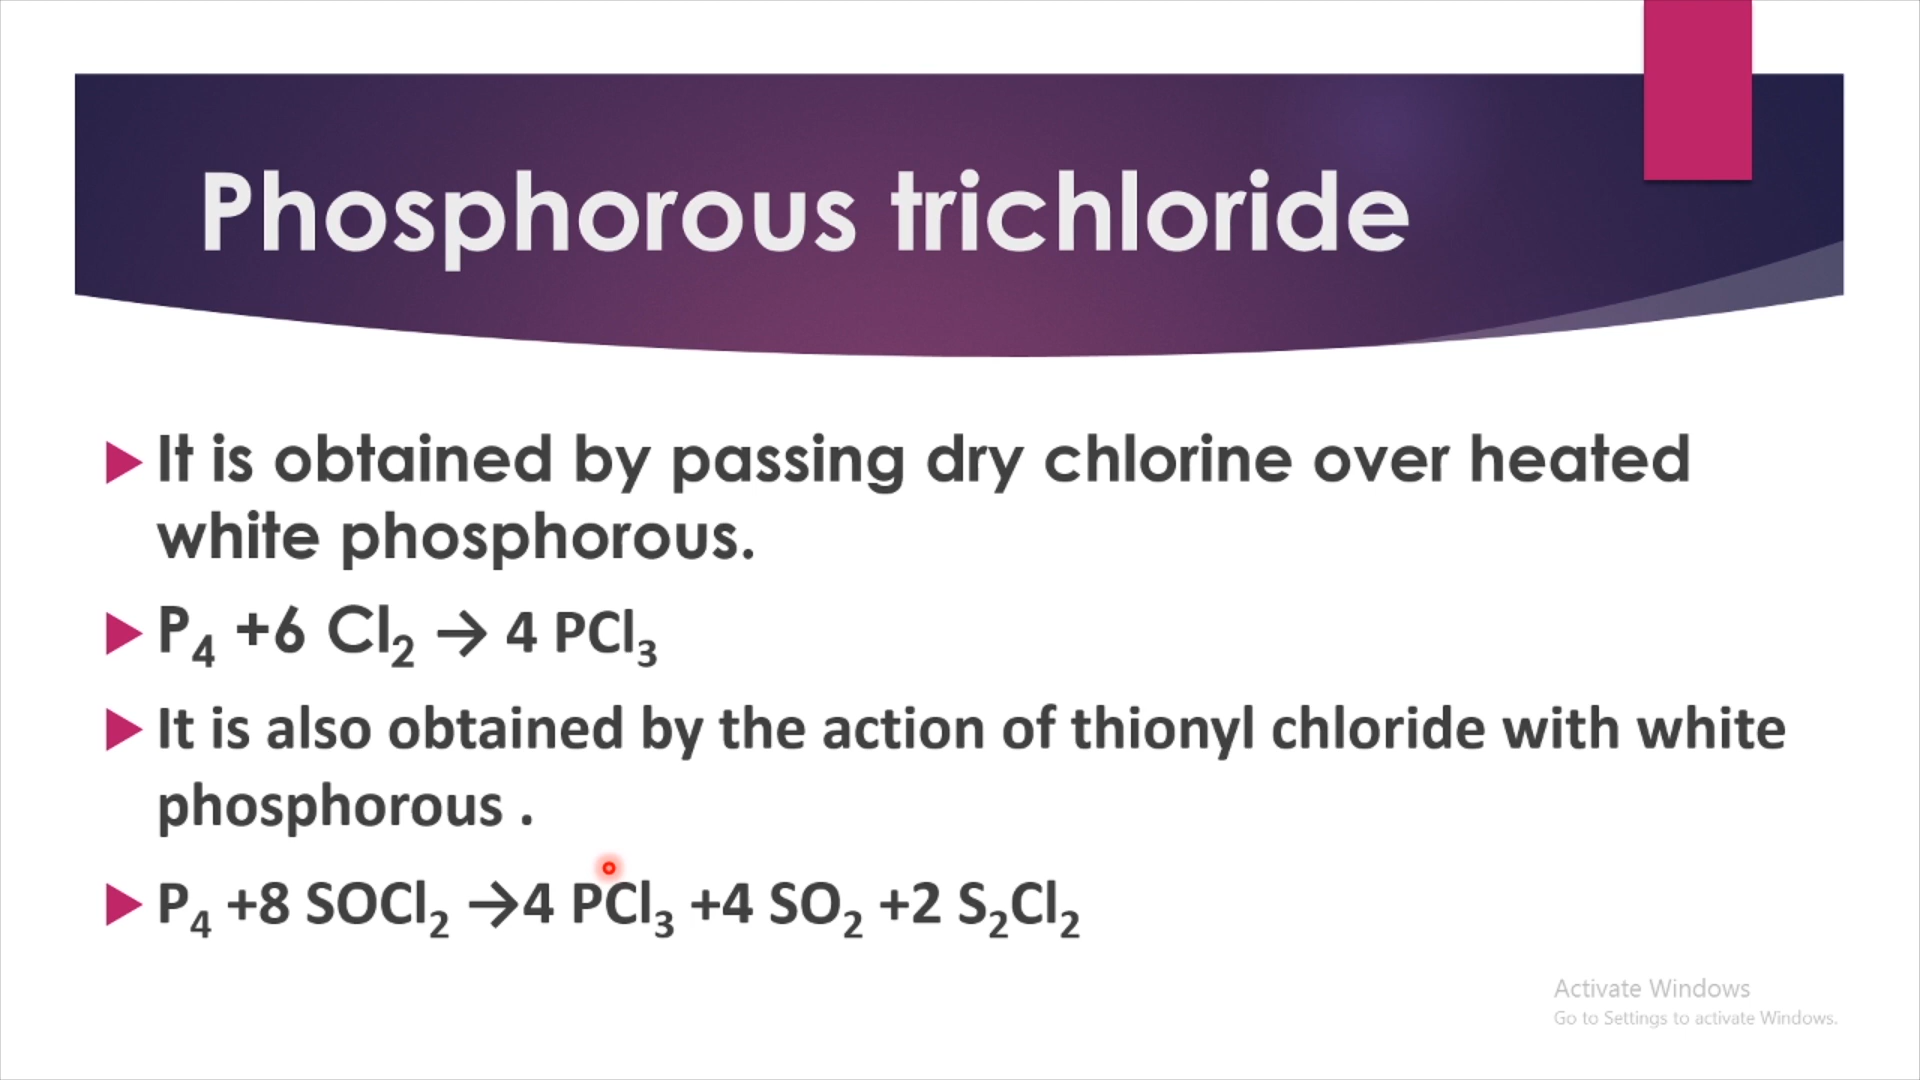 Phosphorous trichloride
It is obtained by passing dry chlorine over heated
white phosphorous.
P₄ +6 Cl₂ → 4 PCl₃
It is also obtained by the action of thionyl chloride with white
phosphorous .
P₄ +8 SOCl₂ →4 PCl₃ +4 SO₂ +2 S₂Cl₂
Activate Windows
Go to Settings to activate Windows.